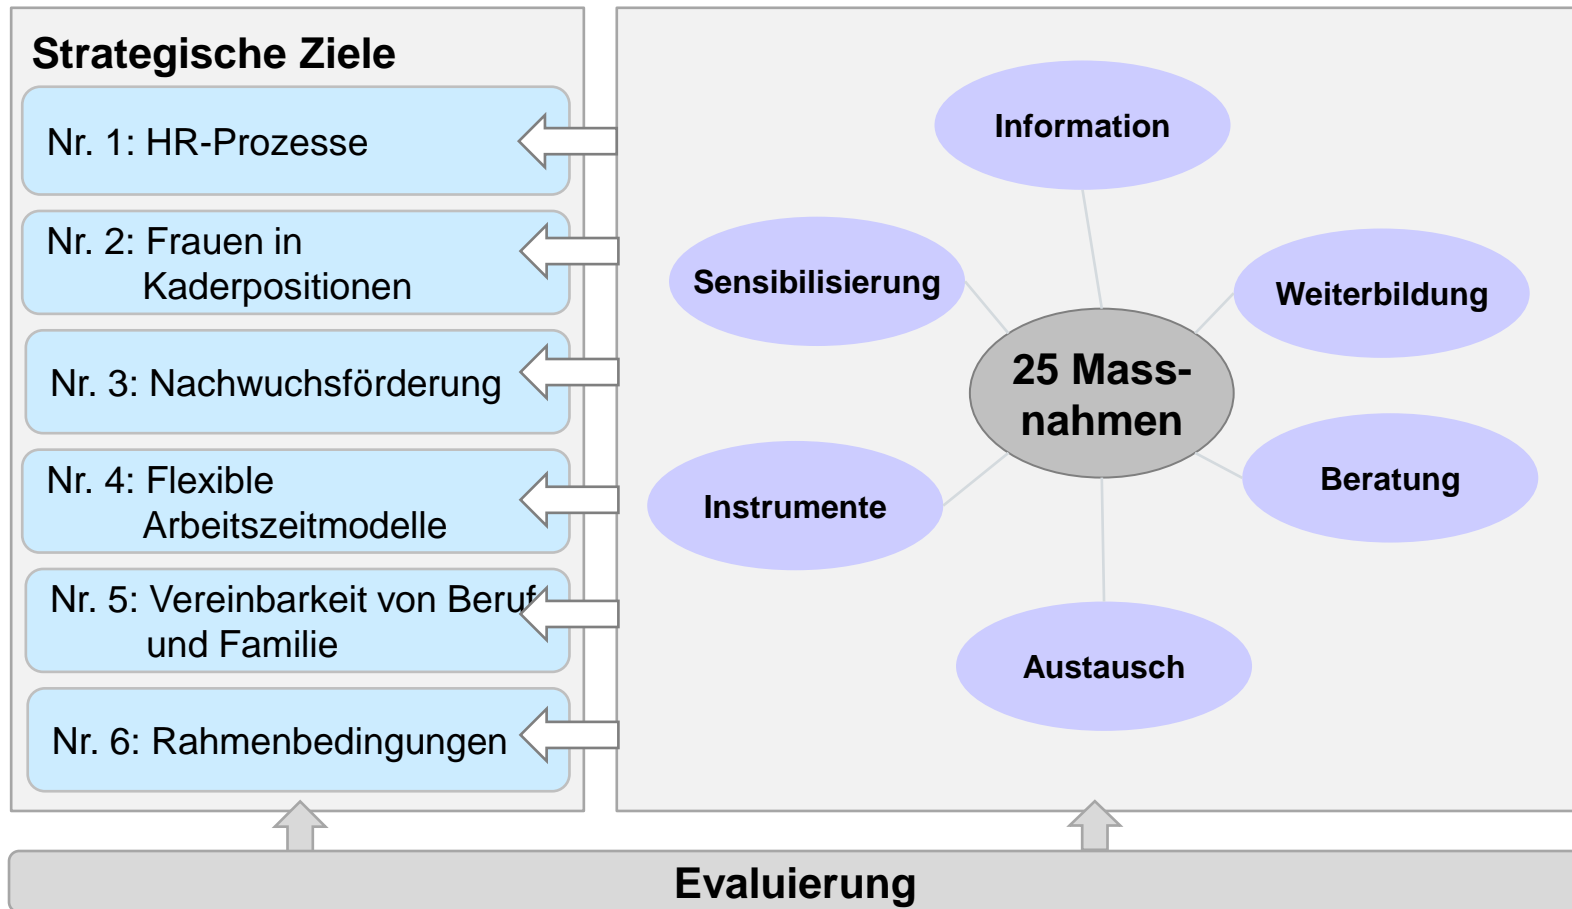 Strategische Ziele
Nr. 1: HR-Prozesse
Nr. 2: Frauen in
Kaderpositionen
Nr. 3: Nachwuchsförderung
Nr. 4: Flexible
Arbeitszeitmodelle
Nr. 5: Vereinbarkeit von Beruf
und Familie
Nr. 6: Rahmenbedingungen
Information
Sensibilisierung
Weiterbildung
25 Mass-
nahmen
Instrumente
Beratung
Austausch
Evaluierung